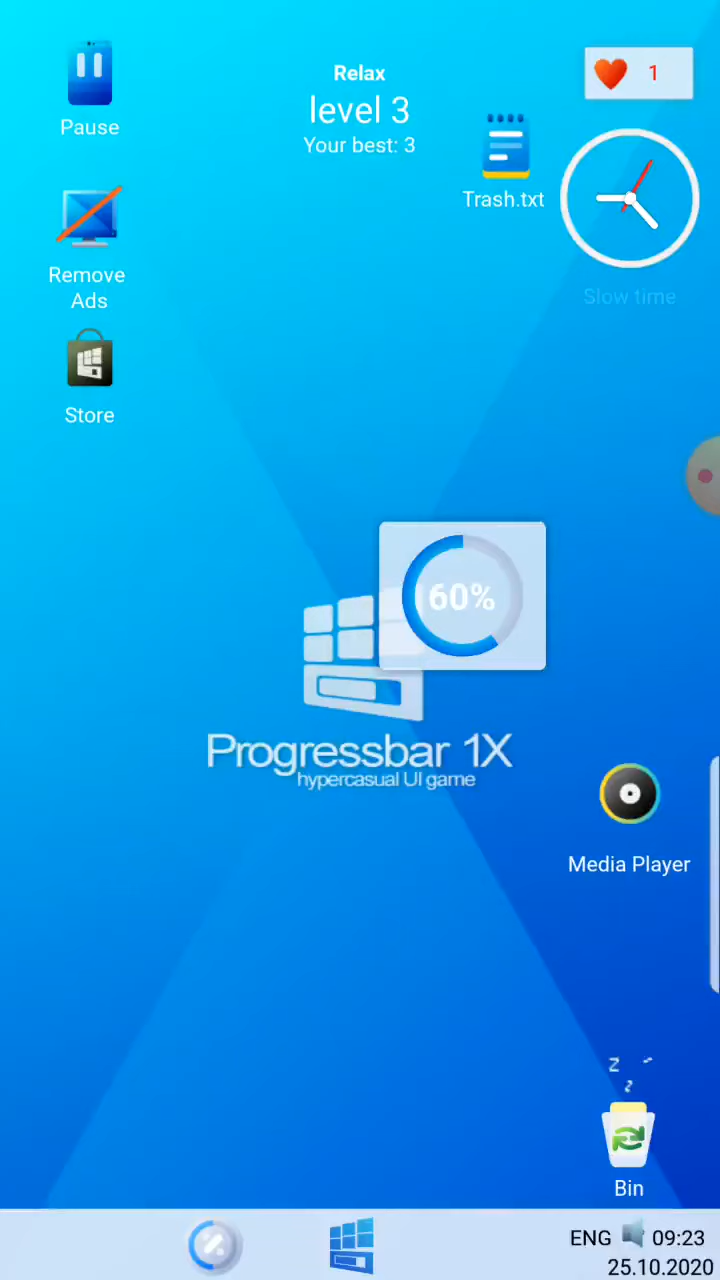 Pause
Relax
level 3
Your best: 3
1
Trash.txt
Remove
Ads
Slow time
Store
60%
Progressbar 1X
hypercasual UI game
Media Player
z
z
z
Bin
ENG 09:23
25.10.2020